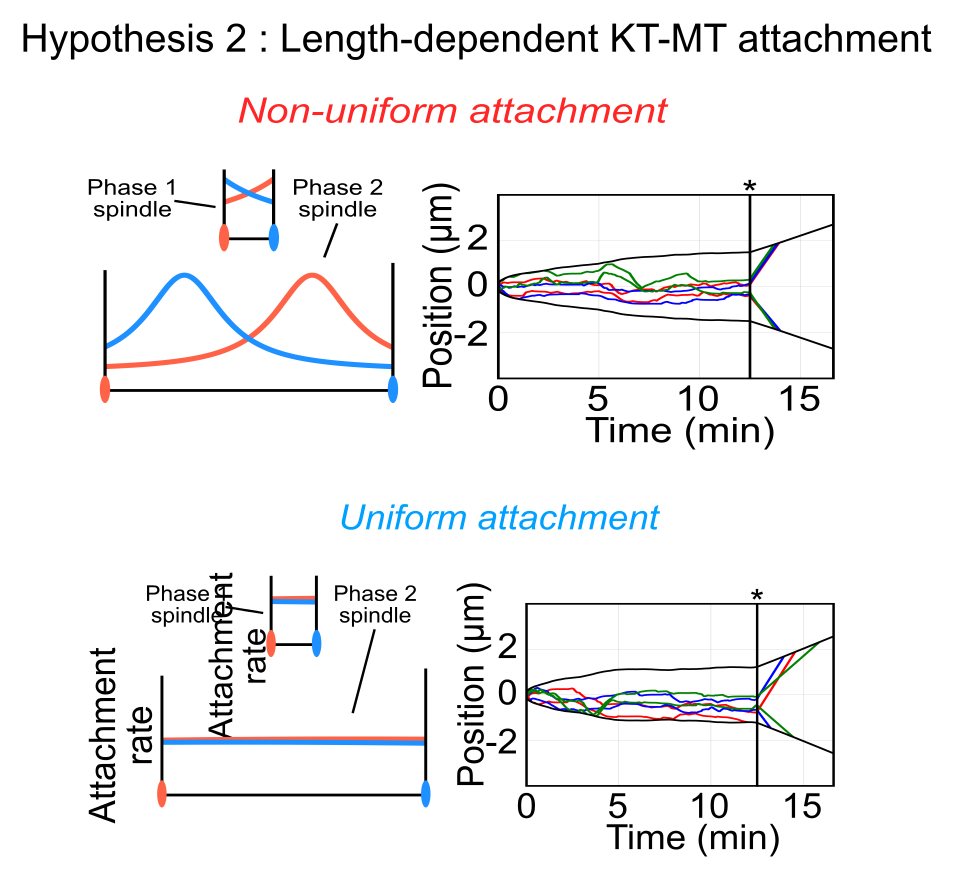 Hypothesis 2 : Length-dependent KT-MT attachment
Non-uniform attachment
Phase 1
spindle
Phase 2
spindle
Position (µm)
*
2
0
-2
0 5 10 15
Time (min)
Uniform attachment
Phase 1
spindle
Attachment
rate
Phase 2
spindle
Attachment
rate
Position (µm)
*
2
0
-2
0 5 10 15
Time (min)